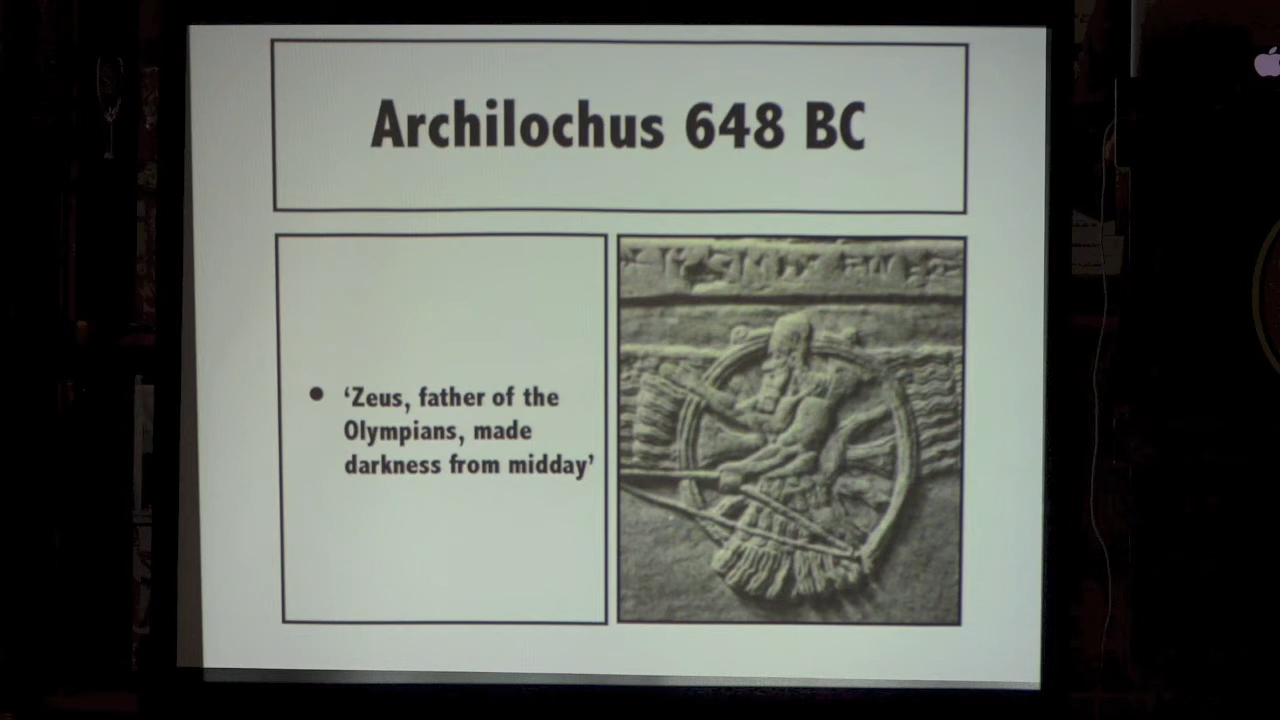 Archilochus 648 BC
• ‘Zeus, father of the
Olympians, made
darkness from midday’